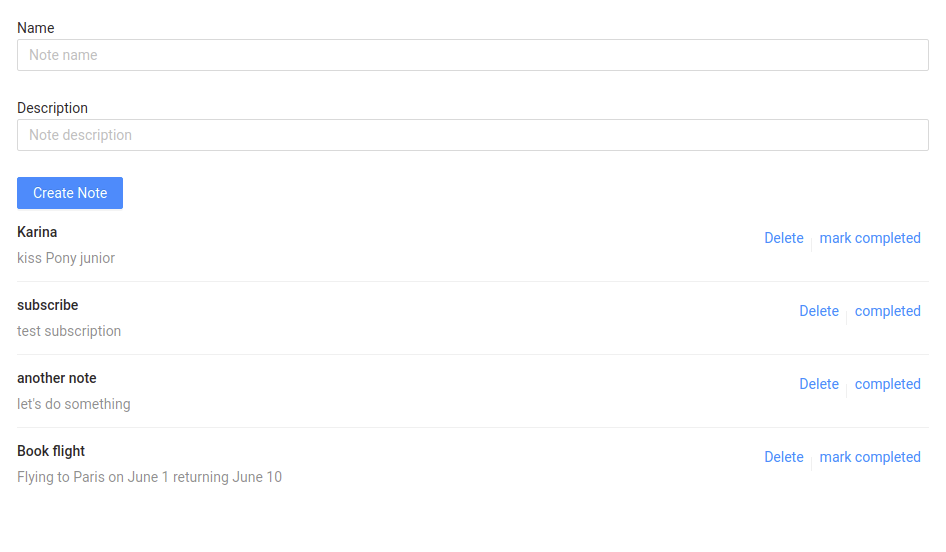 Name
Note name
Description
Note description
Create Note
Karina
Delete mark completed
kiss Pony junior
subscribe
Delete completed
test subscription
another note
Delete completed
let's do something
Book flight
Delete mark completed
Flying to Paris on June 1 returning June 10